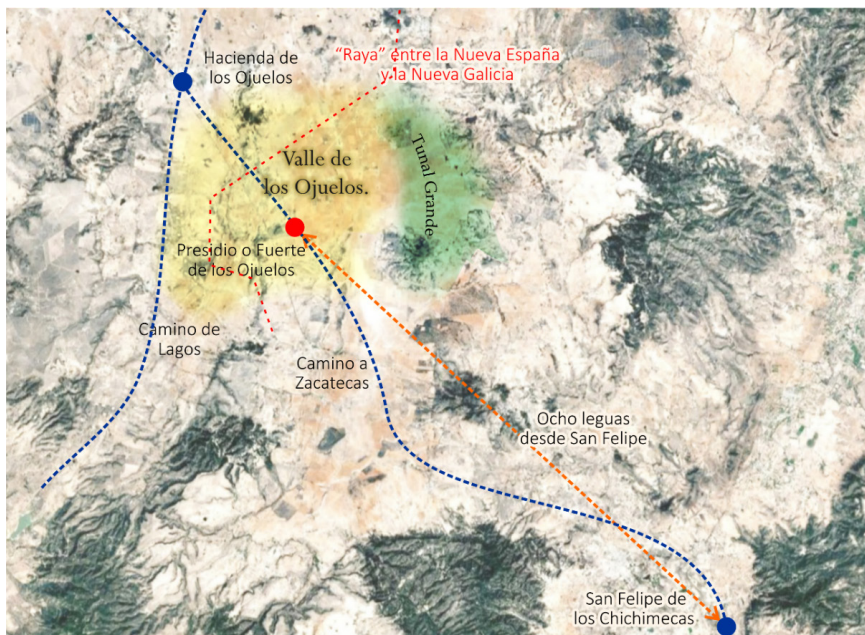 Hacienda de
los Ojuelos
“Raya” entre la Nueva España
y la Nueva Galicia
Tunal Grande
Valle de
los Ojuelos.
Presidio o Fuerte
de los Ojuelos
Camino de
Lagos
Camino a
Zacatecas
Ocho leguas
desde San Felipe
San Felipe de
los Chichimecas